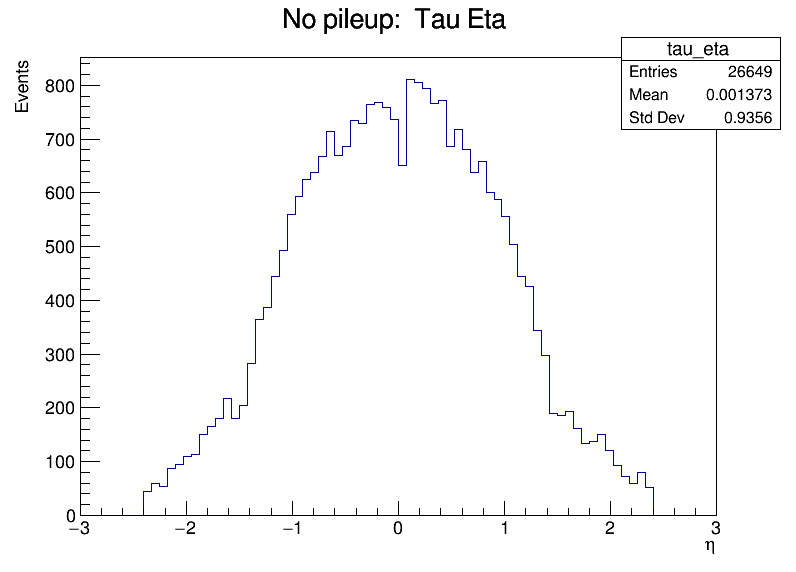 No pileup:  Tau Eta
tau_eta
Entries 26649
Mean 0.001373
Std Dev 0.9356
Events
800
700
600
500
400
300
200
100
0
−3 −2 −1 0 1 2 3
η